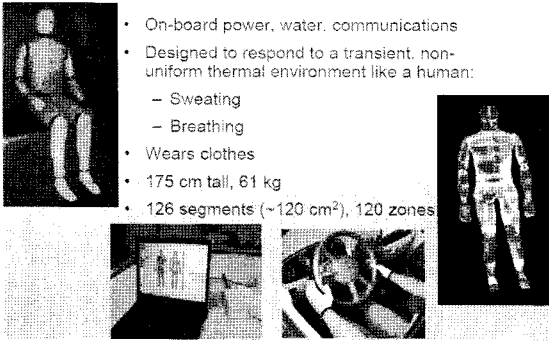 • On-board power, water, communications
• Designed to respond to a transient, non-
uniform thermal environment like a human:
– Sweating
– Breathing
• Wears clothes
• 175 cm tall, 61 kg
• 126 segments (~120 cm²), 120 zones